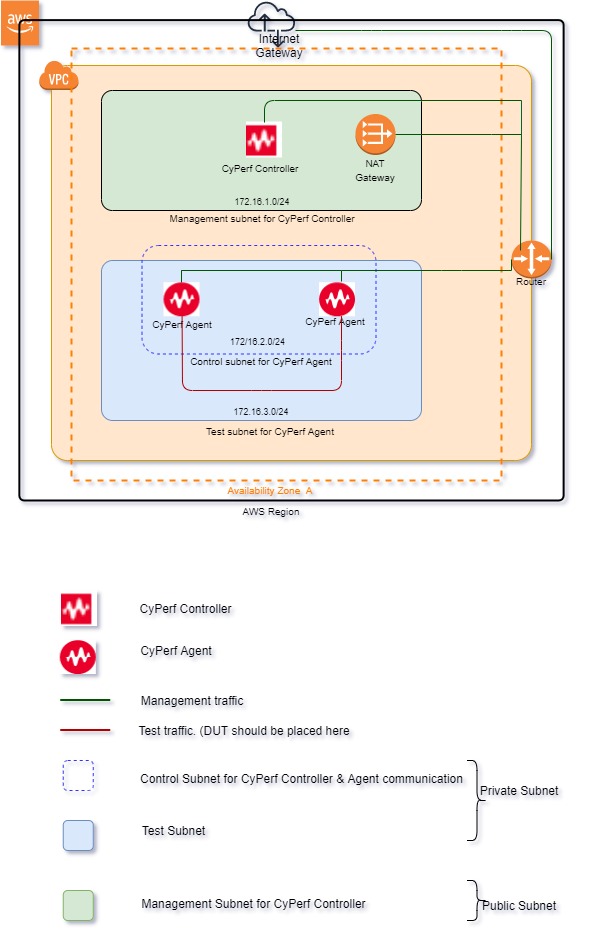 aws
Internet
Gateway
VPC
CyPerf Controller
NAT
Gateway
172.16.1.0/24
Management subnet for CyPerf Controller
Router
CyPerf Agent
CyPerf Agent
172/16.2.0/24
Control subnet for CyPerf Agent
172.16.3.0/24
Test subnet for CyPerf Agent
Availability Zone A
AWS Region
CyPerf Controller
CyPerf Agent
Management traffic
Test traffic. (DUT should be placed here
Control Subnet for CyPerf Controller & Agent communication
Private Subnet
Test Subnet
Management Subnet for CyPerf Controller
Public Subnet